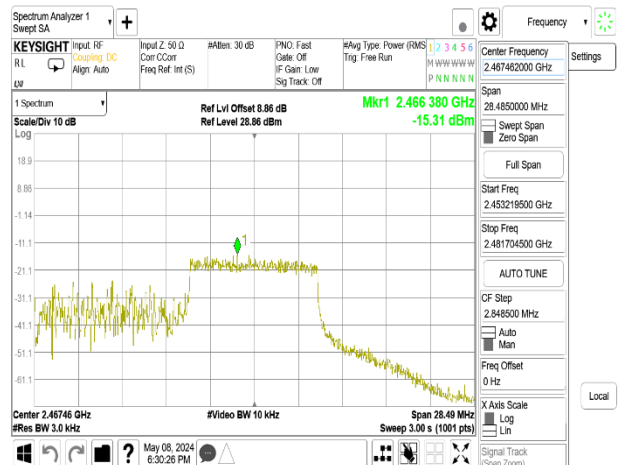 Spectrum Analyzer 1
Swept SA
Frequency
Settings
KEYSIGHT
Input: RF
Coupling: DC
Align: Auto
Input Z: 50 Ω
Corr CCorr
Freq Ref: Int (S)
#Atten: 30 dB
PNO: Fast
Gate: Off
IF Gain: Low
Sig Track: Off
#Avg Type: Power (RMS
Trig: Free Run
1 2 3 4 5 6
M W W W W W
P N N N N N
R L
1 Spectrum
Scale/Div 10 dB
Log
Ref Lvl Offset 8.86 dB
Ref Level 28.86 dBm
Mkr1 2.466 380 GHz
-15.31 dBm
18.9
8.86
-1.14
-11.1
-21.1
-31.1
-41.1
-51.1
-61.1
1
Center 2.46746 GHz
#Res BW 3.0 kHz
#Video BW 10 kHz
Span 28.49 MHz
Sweep 3.00 s (1001 pts)
Center Frequency
2.467462000 GHz
Span
28.4850000 MHz
Swept Span
Zero Span
Full Span
Start Freq
2.453219500 GHz
Stop Freq
2.481704500 GHz
AUTO TUNE
CF Step
2.848500 MHz
Auto
Man
Freq Offset
0 Hz
X Axis Scale
Log
Lin
Signal Track
(Span Zoom)
Local
?
May 08, 2024
6:30:26 PM